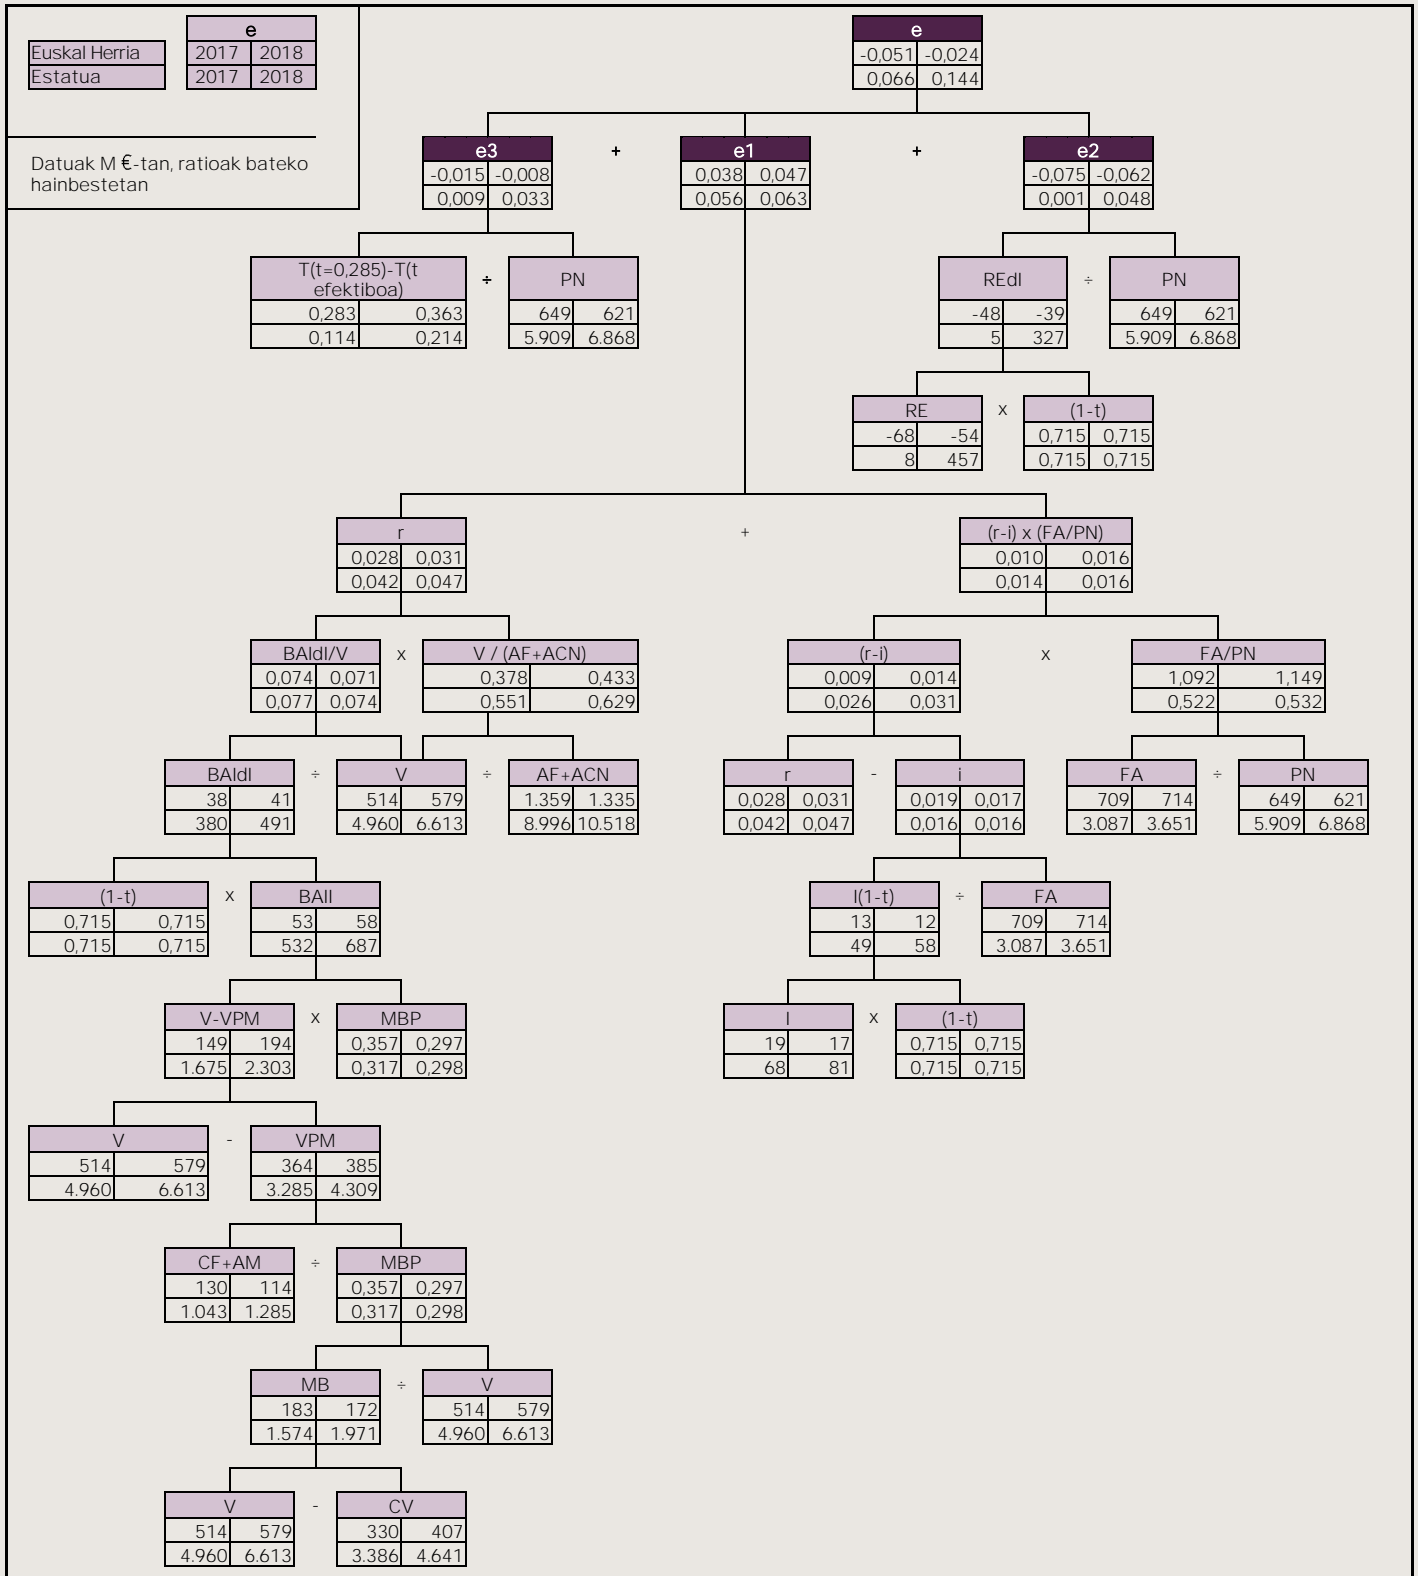 e
Euskal Herria 2017 2018
Estatua 2017 2018
Datuak M €-tan, ratioak bateko
hainbestetan
e
-0,051 -0,024
0,066 0,144
e3 + e1 + e2
-0,015 -0,008 0,038 0,047 -0,075 -0,062
0,009 0,033 0,056 0,063 0,001 0,048
T(t=0,285)-T(t
efektiboa) ÷ PN REdI ÷ PN
0,283 0,363 649 621 -48 -39 649 621
0,114 0,214 5.909 6.868 5 327 5.909 6.868
RE x (1-t)
-68 -54 0,715 0,715
8 457 0,715 0,715
r + (r-i) x (FA/PN)
0,028 0,031 0,010 0,016
0,042 0,047 0,014 0,016
BAIdI/V x V / (AF+ACN) (r-i) x FA/PN
0,074 0,071 0,378 0,433 0,009 0,014 1,092 1,149
0,077 0,074 0,551 0,629 0,026 0,031 0,522 0,532
BAIdI ÷ V ÷ AF+ACN r - i FA ÷ PN
38 41 514 579 1.359 1.335 0,028 0,031 0,019 0,017 709 714 649 621
380 491 4.960 6.613 8.996 10.518 0,042 0,047 0,016 0,016 3.087 3.651 5.909 6.868
(1-t) x BAII I(1-t) ÷ FA
0,715 0,715 53 58 13 12 709 714
0,715 0,715 532 687 49 58 3.087 3.651
V-VPM x MBP I x (1-t)
149 194 0,357 0,297 19 17 0,715 0,715
1.675 2.303 0,317 0,298 68 81 0,715 0,715
V - VPM
514 579 364 385
4.960 6.613 3.285 4.309
CF+AM ÷ MBP
130 114 0,357 0,297
1.043 1.285 0,317 0,298
MB ÷ V
183 172 514 579
1.574 1.971 4.960 6.613
V - CV
514 579 330 407
4.960 6.613 3.386 4.641